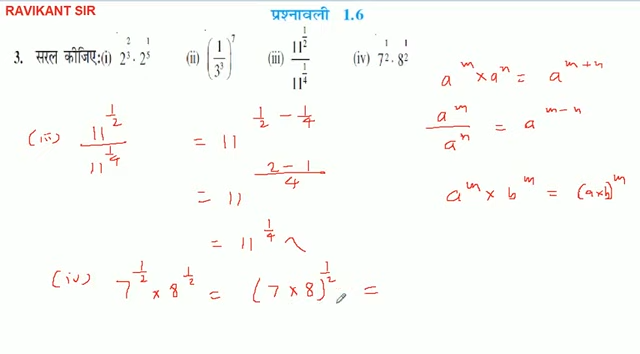 RAVIKANT SIR
प्रश्नावली 1.6
3. सरल कीजिए: (i) 2^(2/3) · 2^(1/5) (ii) (1/3^3)^7 (iii) 11^(1/2) / 11^(1/4) (iv) 7^(1/2) · 8^(1/2)
a^m × a^n = a^(m+n)
a^m / a^n = a^(m-n)
a^m × b^m = (a×b)^m
(iii) 11^(1/2) / 11^(1/4) = 11^(1/2 - 1/4)
= 11^((2-1)/4)
= 11^(1/4)
(iv) 7^(1/2) × 8^(1/2) = (7 × 8)^(1/2) =